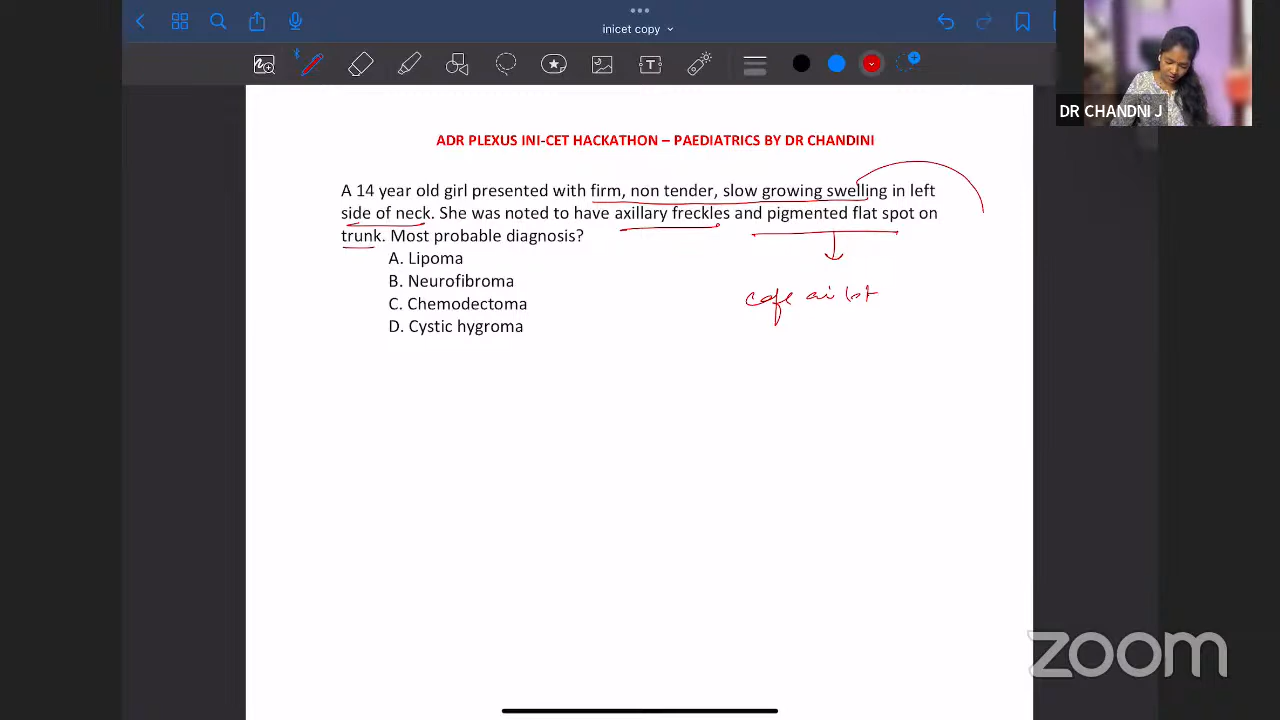 inicet copy
DR CHANDNI J
ADR PLEXUS INI-CET HACKATHON – PAEDIATRICS BY DR CHANDINI
A 14 year old girl presented with firm, non tender, slow growing swelling in left
side of neck. She was noted to have axillary freckles and pigmented flat spot on
trunk. Most probable diagnosis?
A. Lipoma
B. Neurofibroma
C. Chemodectoma
D. Cystic hygroma
cafe
zoom